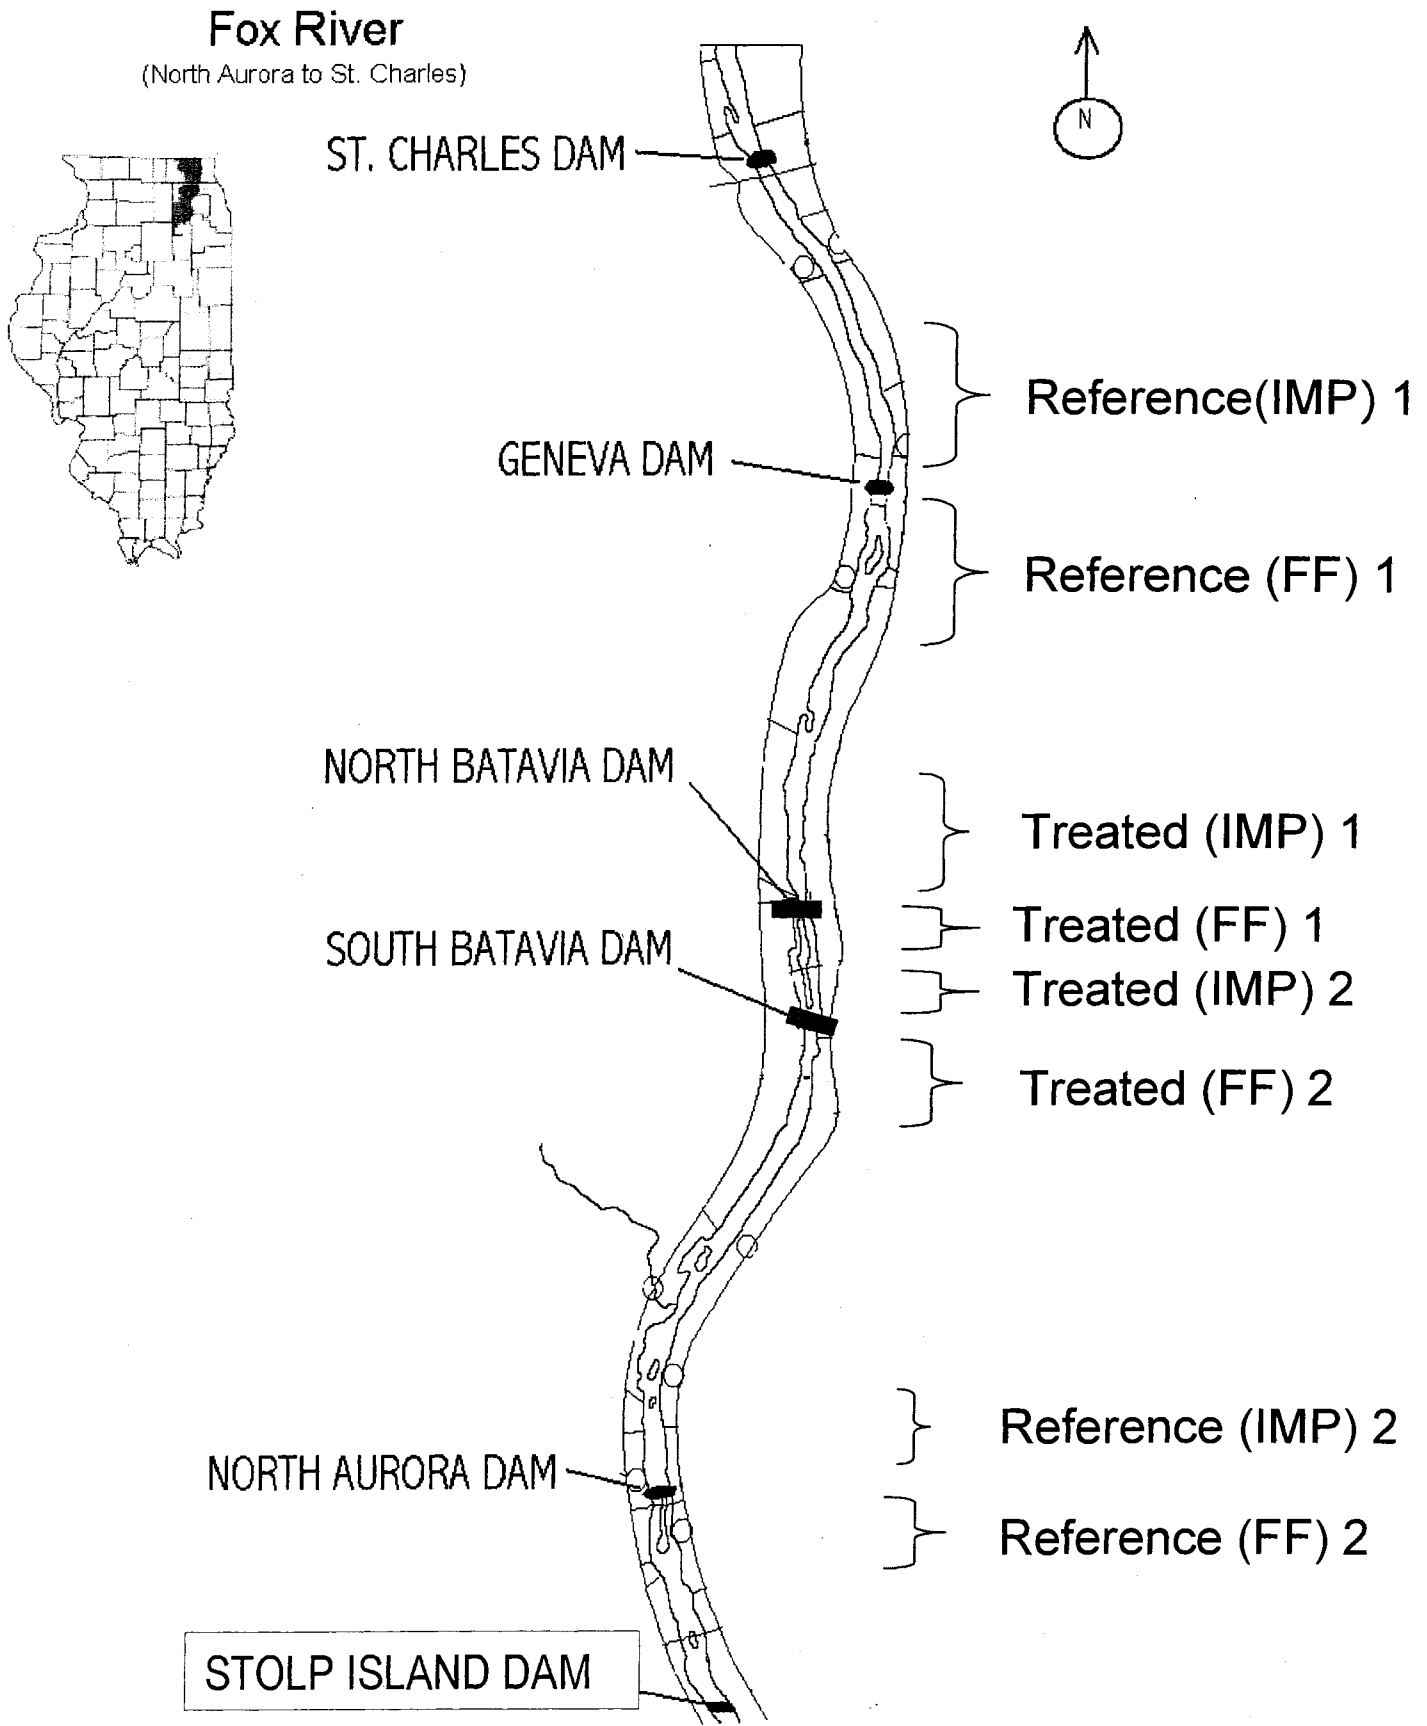 Fox River
(North Aurora to St. Charles)
N
ST. CHARLES DAM
Reference(IMP) 1
GENEVA DAM
Reference (FF) 1
NORTH BATAVIA DAM
Treated (IMP) 1
Treated (FF) 1
SOUTH BATAVIA DAM
Treated (IMP) 2
Treated (FF) 2
Reference (IMP) 2
NORTH AURORA DAM
Reference (FF) 2
STOLP ISLAND DAM